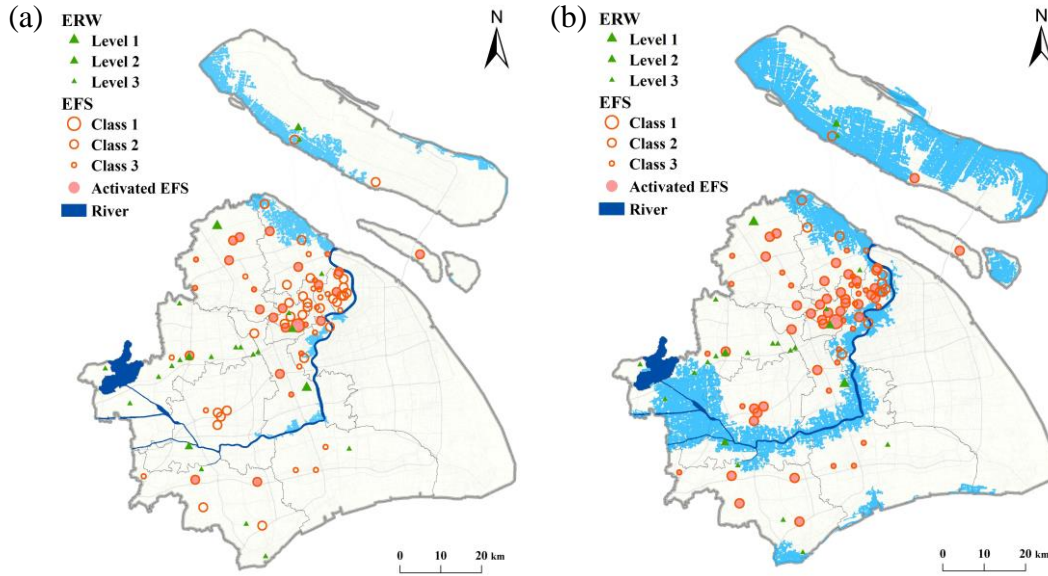 (a)
ERW
Level 1
Level 2
Level 3
EFS
Class 1
Class 2
Class 3
Activated EFS
River
N
0 10 20 km
(b)
ERW
Level 1
Level 2
Level 3
EFS
Class 1
Class 2
Class 3
Activated EFS
River
N
0 10 20 km